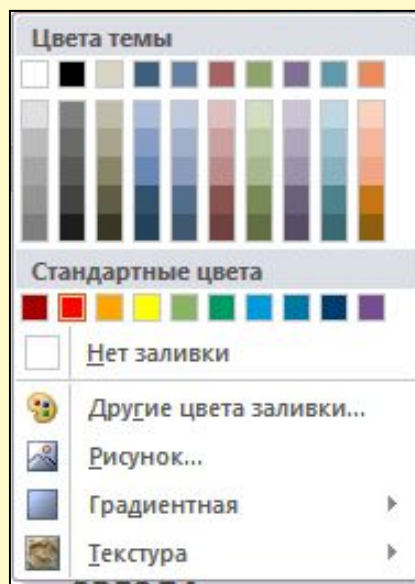 Цвета темы
Стандартные цвета
Нет заливки
Другие цвета заливки...
Рисунок...
Градиентная
Текстура